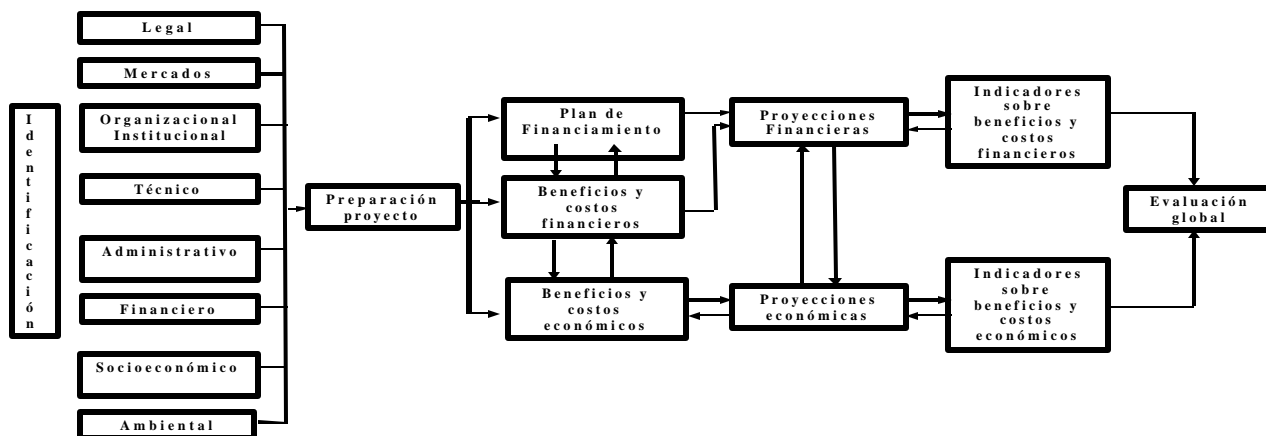 Identificación
Legal
Mercados
Organizacional
Institucional
Técnico
Administrativo
Financiero
Socioeconómico
Ambiental
Preparación
proyecto
Plan de
Financiamiento
Beneficios y
costos
financieros
Beneficios y
costos
económicos
Proyecciones
Financieras
Proyecciones
económicas
Indicadores
sobre
beneficios y
costos
financieros
Indicadores
sobre
beneficios y
costos
económicos
Evaluación
global